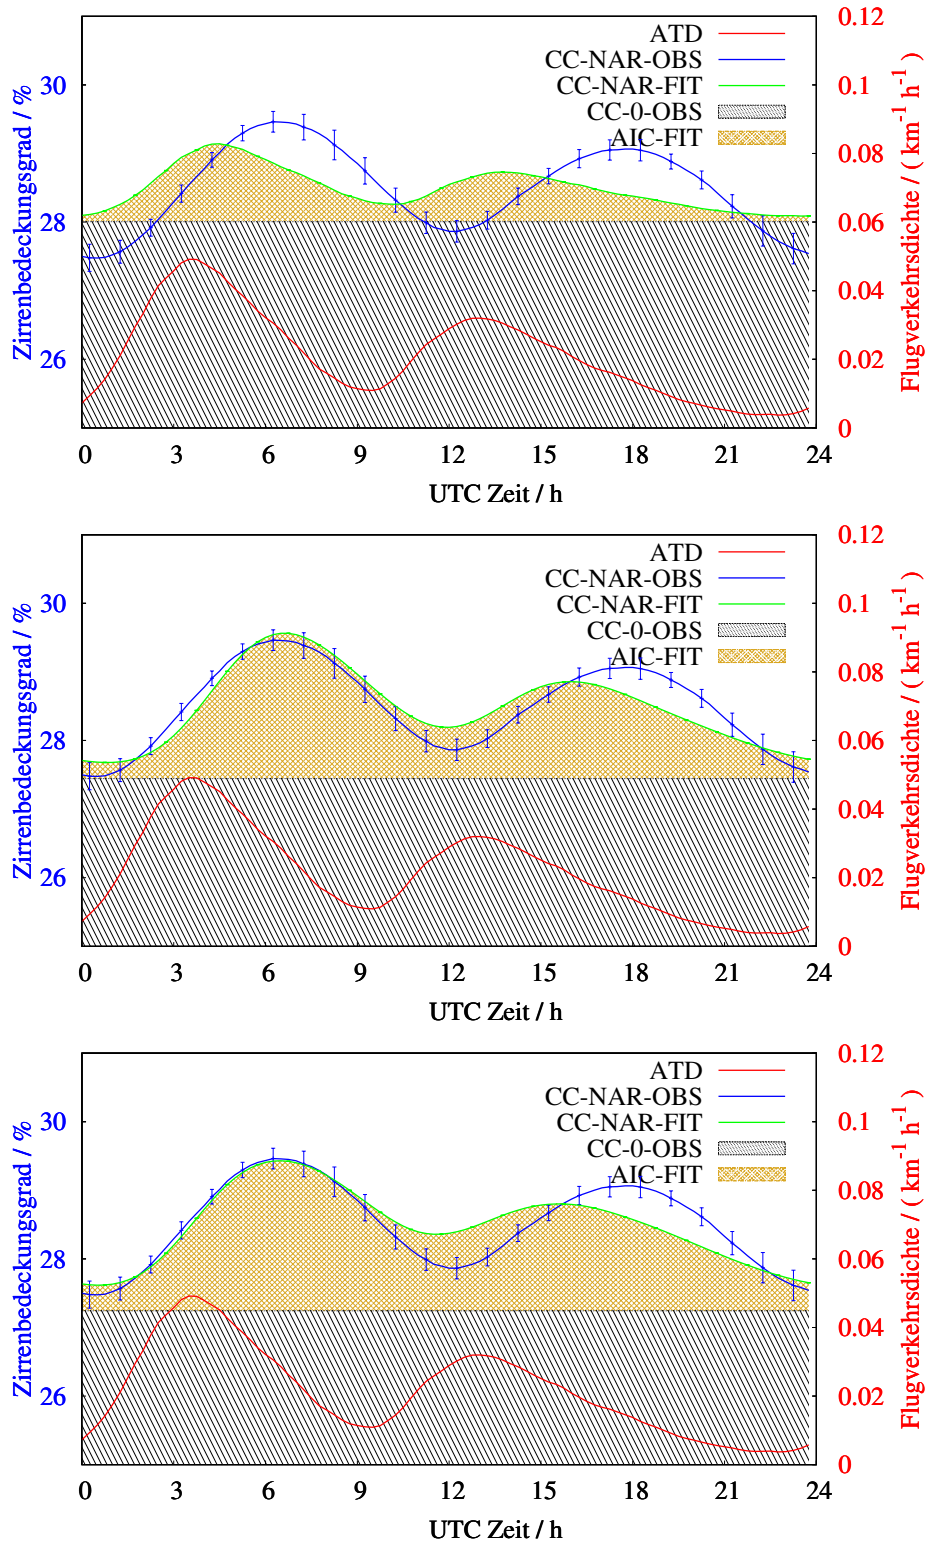 0.12
ATD
CC-NAR-OBS
CC-NAR-FIT
CC-0-OBS
AIC-FIT
30
28
26
0.1
0.08
0.06
0.04
0.02
0
Zirrenbedeckungsgrad / %
Flugverkehrsdichte / ( km-1 h-1 )
0 3 6 9 12 15 18 21 24
UTC Zeit / h
0.12
ATD
CC-NAR-OBS
CC-NAR-FIT
CC-0-OBS
AIC-FIT
30
28
26
0.1
0.08
0.06
0.04
0.02
0
Zirrenbedeckungsgrad / %
Flugverkehrsdichte / ( km-1 h-1 )
0 3 6 9 12 15 18 21 24
UTC Zeit / h
0.12
ATD
CC-NAR-OBS
CC-NAR-FIT
CC-0-OBS
AIC-FIT
30
28
26
0.1
0.08
0.06
0.04
0.02
0
Zirrenbedeckungsgrad / %
Flugverkehrsdichte / ( km-1 h-1 )
0 3 6 9 12 15 18 21 24
UTC Zeit / h